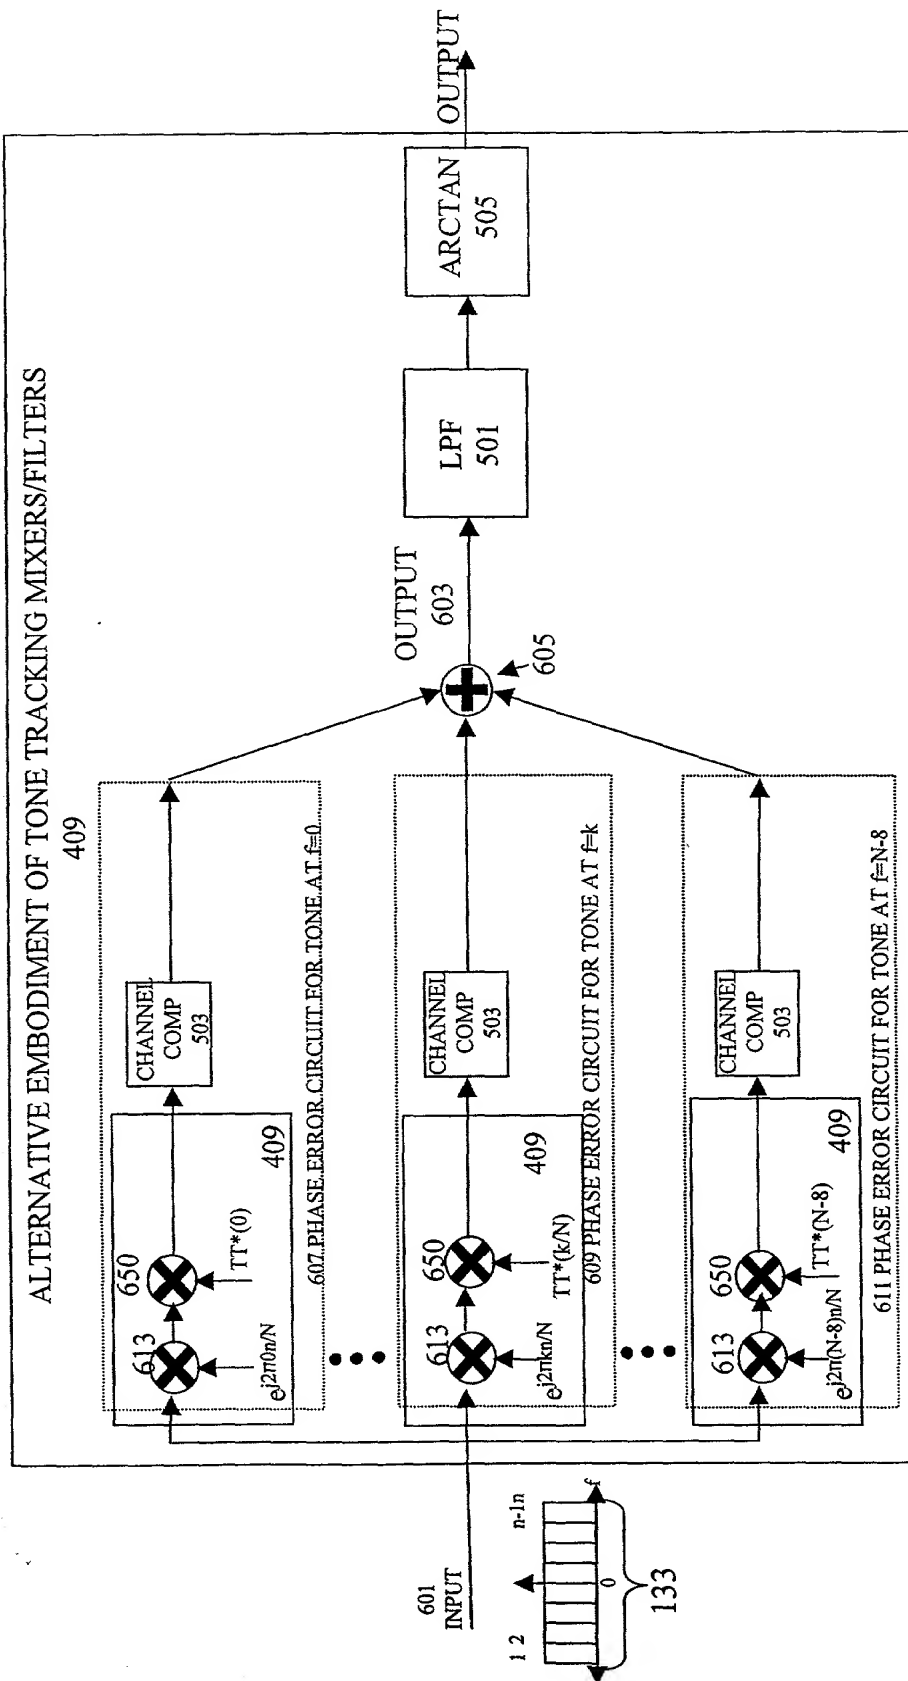 ALTERNATIVE EMBODIMENT OF TONE TRACKING MIXERS/FILTERS
409
601
INPUT
1 2
n-1n
f
0
133
613
650
e^j2π0n/N
TT*(0)
409
CHANNEL
COMP
503
607 PHASE ERROR CIRCUIT FOR TONE AT f=0
613
650
e^j2πkn/N
TT*(k/N)
409
CHANNEL
COMP
503
609 PHASE ERROR CIRCUIT FOR TONE AT f=k
613
650
e^j2π(N-8)n/N
TT*(N-8)
409
CHANNEL
COMP
503
611 PHASE ERROR CIRCUIT FOR TONE AT f=N-8
605
OUTPUT
603
LPF
501
ARCTAN
505
OUTPUT